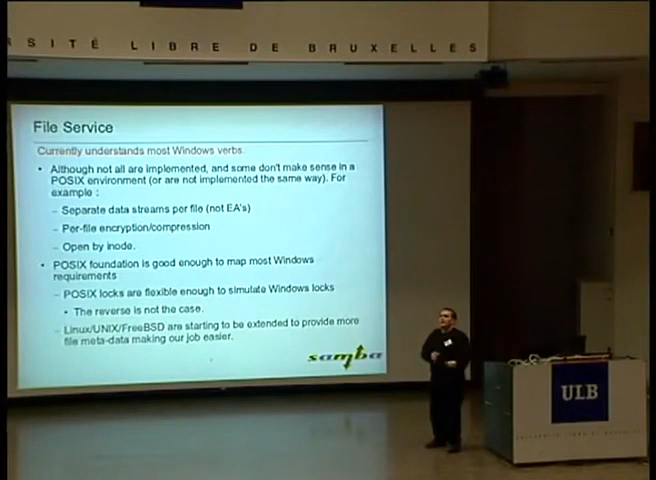 RSITÉ LIBRE DE BRUXELLES
File Service
Currently understands most Windows verbs.
• Although not all are implemented, and some don't make sense in a
POSIX environment (or are not implemented the same way). For
example :
– Separate data streams per file (not EA's)
– Per-file encryption/compression
– Open by inode.
• POSIX foundation is good enough to map most Windows
requirements
– POSIX locks are flexible enough to simulate Windows locks
• The reverse is not the case.
– Linux/UNIX/FreeBSD are starting to be extended to provide more
file meta-data making our job easier.
samba
ULB